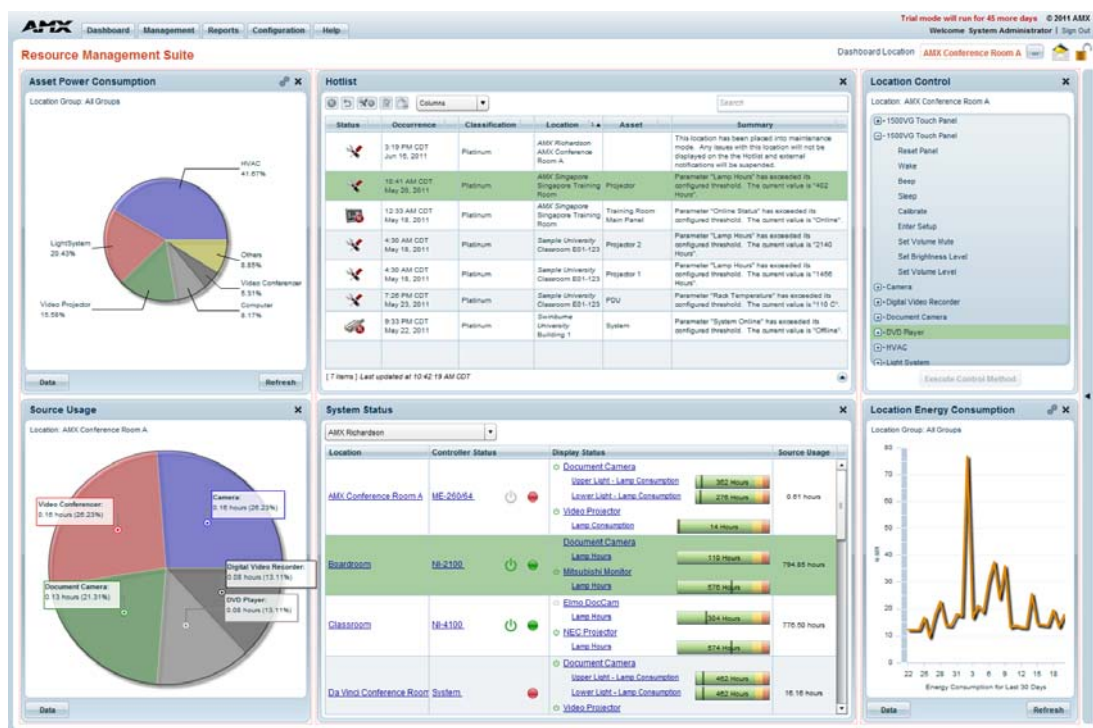 Trial mode will run for 45 more days © 2011 AMX
AMX Dashboard Management Reports Configuration Help
Welcome System Administrator | Sign Out
Resource Management Suite
Dashboard Location AMX Conference Room A
Asset Power Consumption
Location Group: All Groups
HVAC
41.67%
LightSystem
20.43%
Others
8.85%
Video Conferencer
5.31%
Video Projector
15.58%
Computer
8.17%
Data Refresh
Hotlist
Columns Search
Status Occurrence Classification Location Asset Summary
3:19 PM CDT
Jun 15, 2011
Platinum
AMX Richardson
AMX Conference
Room A
This location has been placed into maintenance
mode. Any issues with this location will not be
displayed on the the Hotlist and external
notifications will be suspended.
10:41 AM CDT
May 26, 2011
Platinum
AMX Singapore
Singapore Training
Room
Projector
Parameter "Lamp Hours" has exceeded its
configured threshold. The current value is "402
Hours".
12:33 AM CDT
May 18, 2011
Platinum
AMX Singapore
Singapore Training
Room
Training Room
Main Panel
Parameter "Online Status" has exceeded its
configured threshold. The current value is "Online".
4:30 AM CDT
May 18, 2011
Platinum
Sample University
Classroom E01-123
Projector 2
Parameter "Lamp Hours" has exceeded its
configured threshold. The current value is "2140
Hours".
4:30 AM CDT
May 18, 2011
Platinum
Sample University
Classroom E01-123
Projector 1
Parameter "Lamp Hours" has exceeded its
configured threshold. The current value is "1466
Hours".
7:26 PM CDT
May 23, 2011
Platinum
Sample University
Classroom E01-123
PDU
Parameter "Rack Temperature" has exceeded its
configured threshold. The current value is "110 C".
9:33 PM CDT
May 22, 2011
Platinum
Swinburne
University
Building 1
System
Parameter "System Online" has exceeded its
configured threshold. The current value is "Offline".
[ 7 items ] Last updated at 10:42:19 AM CDT
Location Control
Location: AMX Conference Room A
1500VG Touch Panel
1500VG Touch Panel
Reset Panel
Wake
Beep
Sleep
Calibrate
Enter Setup
Set Volume Mute
Set Brightness Level
Set Volume Level
Camera
Digital Video Recorder
Document Camera
DVD Player
HVAC
Light System
Execute Control Method
Source Usage
Location: AMX Conference Room A
Camera:
0.16 hours (26.23%)
Video Conferencer:
0.16 hours (26.23%)
Digital Video Recorder:
0.08 hours (13.11%)
Document Camera:
0.13 hours (21.31%)
DVD Player:
0.08 hours (13.11%)
Data
System Status
AMX Richardson
Location Controller Status Display Status Source Usage
AMX Conference Room A ME-260/64
Document Camera
Upper Light - Lamp Consumption 362 Hours
Lower Light - Lamp Consumption 276 Hours
0.61 hours
Video Projector
Lamp Consumption 14 Hours
Boardroom NI-2100
Document Camera
Lamp Hours 110 Hours
794.85 hours
Mitsubishi Monitor
Lamp Hours 576 Hours
Classroom NI-4100
Elmo DocCam
Lamp Hours 304 Hours
776.50 hours
NEC Projector
Lamp Hours 574 Hours
Da Vinci Conference Room System
Document Camera
Upper Light - Lamp Consumption 462 Hours
Lower Light - Lamp Consumption 462 Hours
16.16 hours
Video Projector
Location Energy Consumption
Location Group: All Groups
80
70
60
50
40
30
20
10
0
22 25 28 31 3 6 9 12 15 18
Energy Consumption for Last 30 Days
Data Refresh